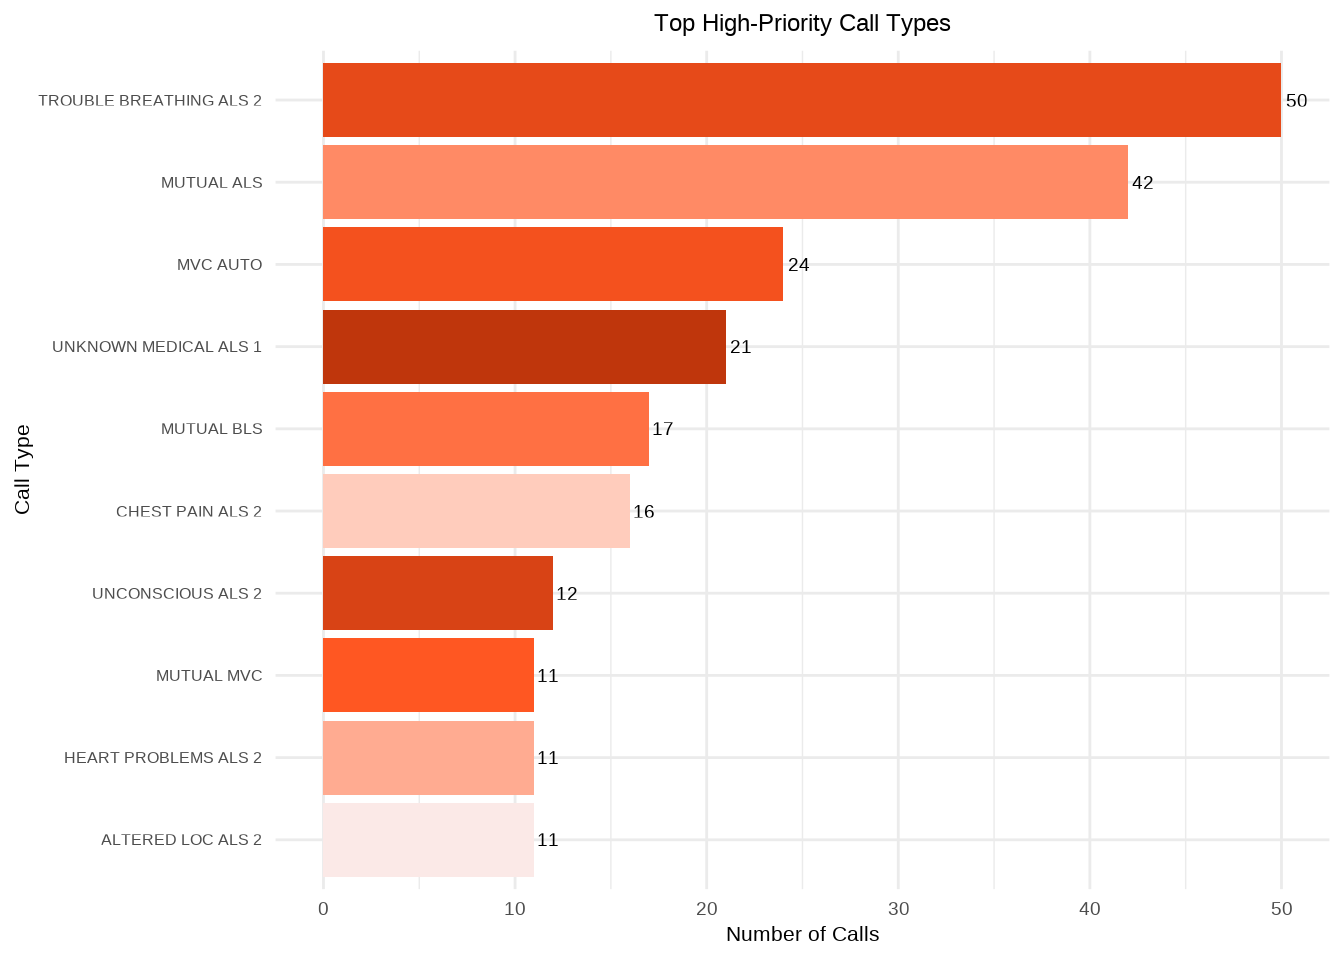 Top High-Priority Call Types
TROUBLE BREATHING ALS 2
50
MUTUAL ALS
42
MVC AUTO
24
UNKNOWN MEDICAL ALS 1
21
MUTUAL BLS
17
CHEST PAIN ALS 2
16
UNCONSCIOUS ALS 2
12
MUTUAL MVC
11
HEART PROBLEMS ALS 2
11
ALTERED LOC ALS 2
11
Call Type
0 10 20 30 40 50
Number of Calls